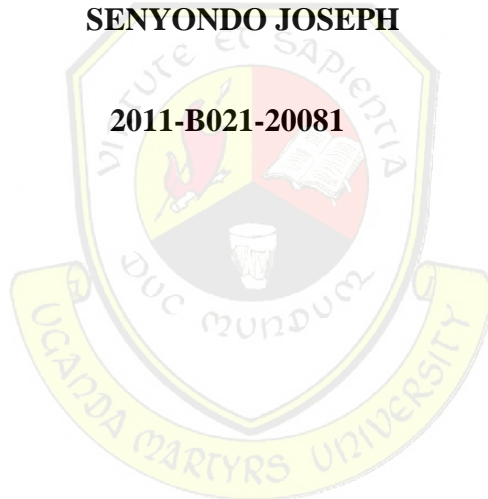 SENYONDO JOSEPH
VIRTUTE ET SAPIENTIA
2011-B021-20081
DUC MUNDUM
UGANDA MARTYRS UNIVERSITY